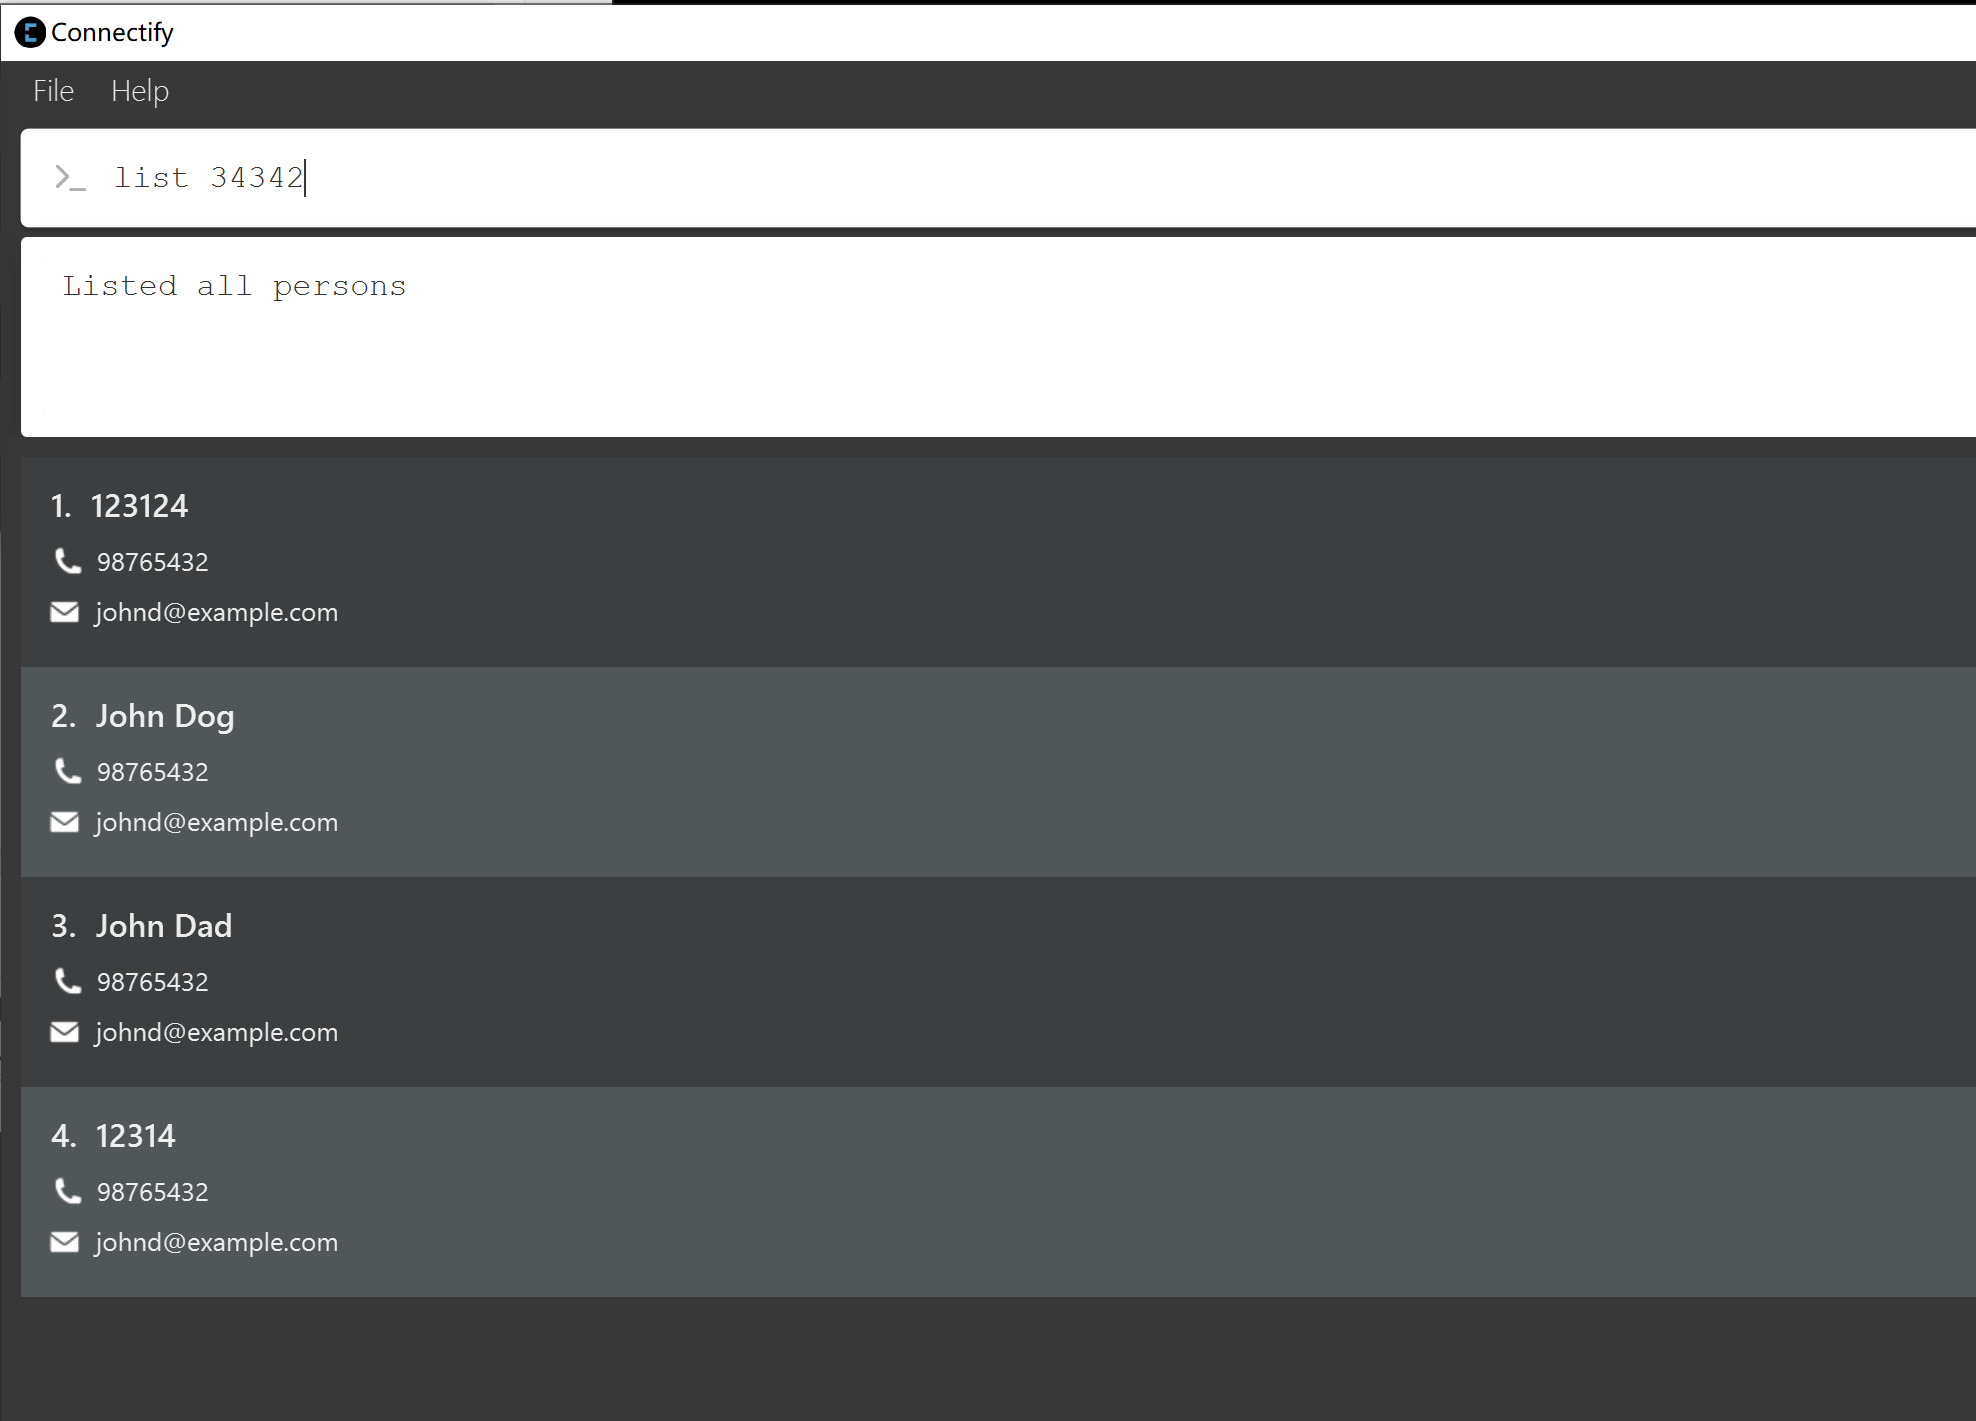 Connectify
File Help
>_ list 34342
Listed all persons
1. 123124
98765432
johnd@example.com
2. John Dog
98765432
johnd@example.com
3. John Dad
98765432
johnd@example.com
4. 12314
98765432
johnd@example.com